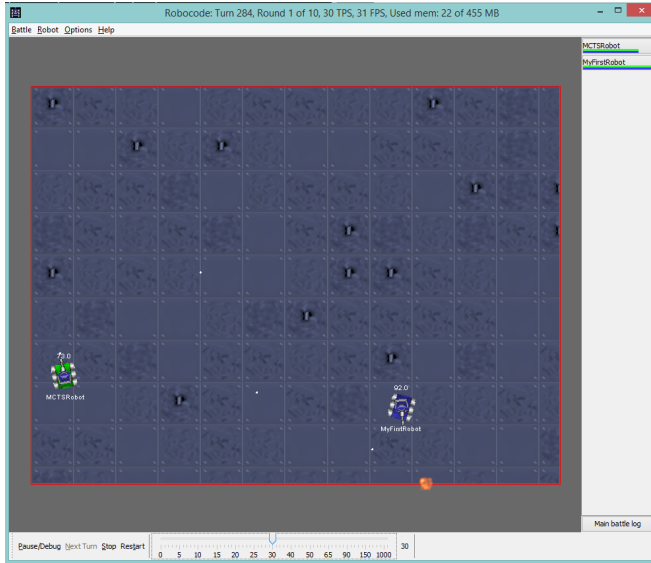 Robocode: Turn 284, Round 1 of 10, 30 TPS, 31 FPS, Used mem: 22 of 455 MB
Battle Robot Options Help
MCTSRobot
MyFirstRobot
73.0
MCTSRobot
92.0
MyFirstRobot
Main battle log
Pause/Debug Next Turn Stop Restart
0 5 10 15 20 25 30 40 50 65 90 150 1000
30